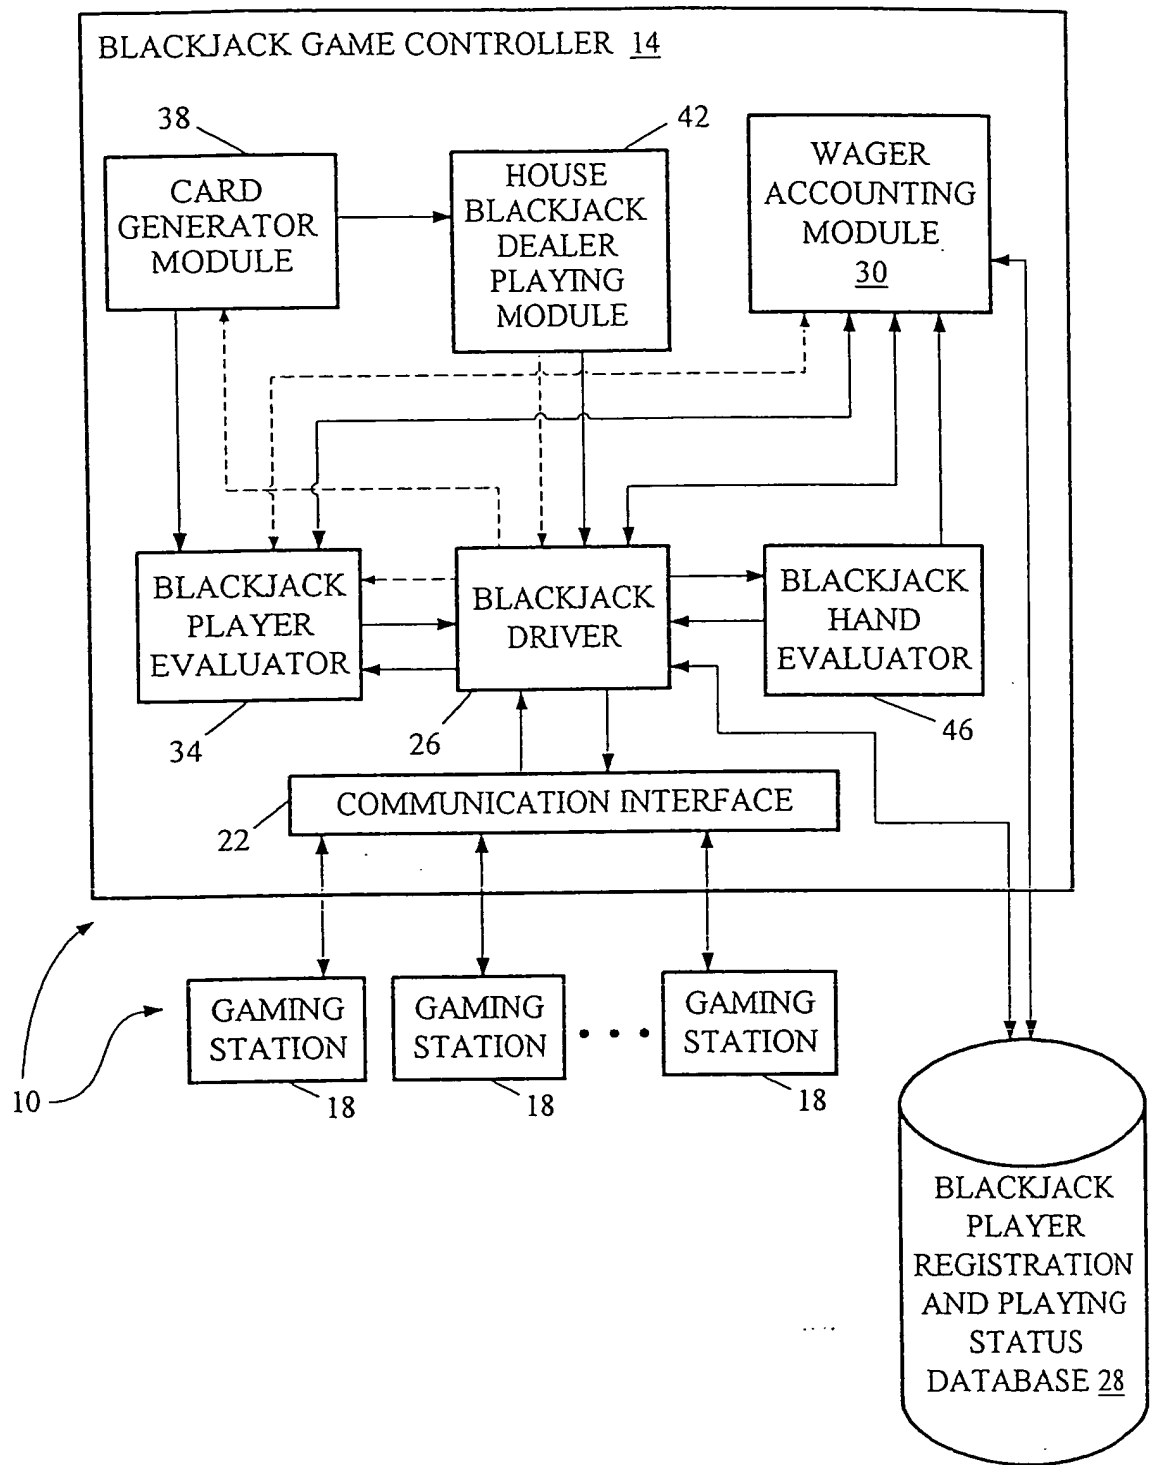 BLACKJACK GAME CONTROLLER 14
38
42
CARD
GENERATOR
MODULE
HOUSE
BLACKJACK
DEALER
PLAYING
MODULE
WAGER
ACCOUNTING
MODULE
30
BLACKJACK
PLAYER
EVALUATOR
BLACKJACK
DRIVER
BLACKJACK
HAND
EVALUATOR
34
26
46
COMMUNICATION INTERFACE
22
GAMING
STATION
GAMING
STATION
GAMING
STATION
10
18
18
18
BLACKJACK
PLAYER
REGISTRATION
AND PLAYING
STATUS
DATABASE 28